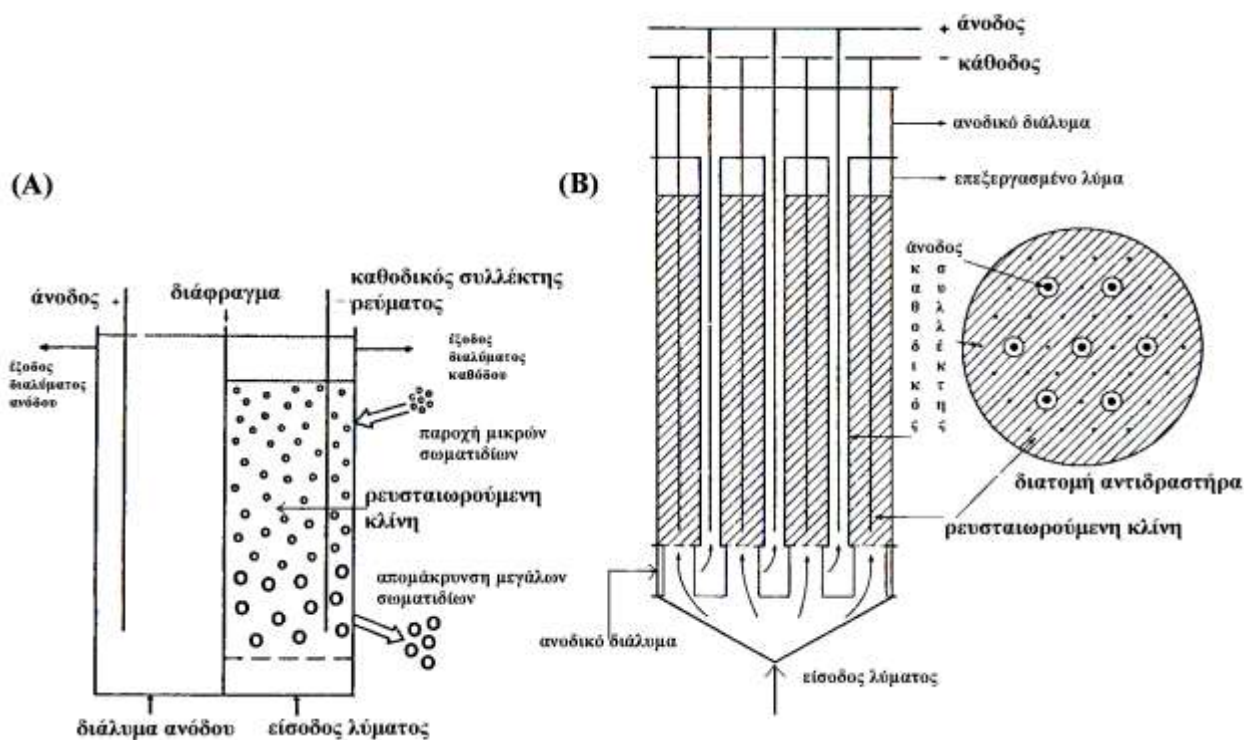 (A)
άνοδος
+
διάφραγμα
καθοδικός συλλέκτης
ρεύματος
έξοδος
διαλύματος
ανόδου
έξοδος
διαλύματος
καθόδου
παροχή μικρών
σωματιδίων
ρευσταιωρούμενη
κλίνη
απομάκρυνση μεγάλων
σωματιδίων
διάλυμα ανόδου
είσοδος λύματος
(B)
+ άνοδος
− κάθοδος
ανοδικό διάλυμα
επεξεργασμένο λύμα
άνοδος
καθοδικός
συλλέκτης
διατομή αντιδραστήρα
ρευσταιωρούμενη κλίνη
ανοδικό διάλυμα
είσοδος λύματος